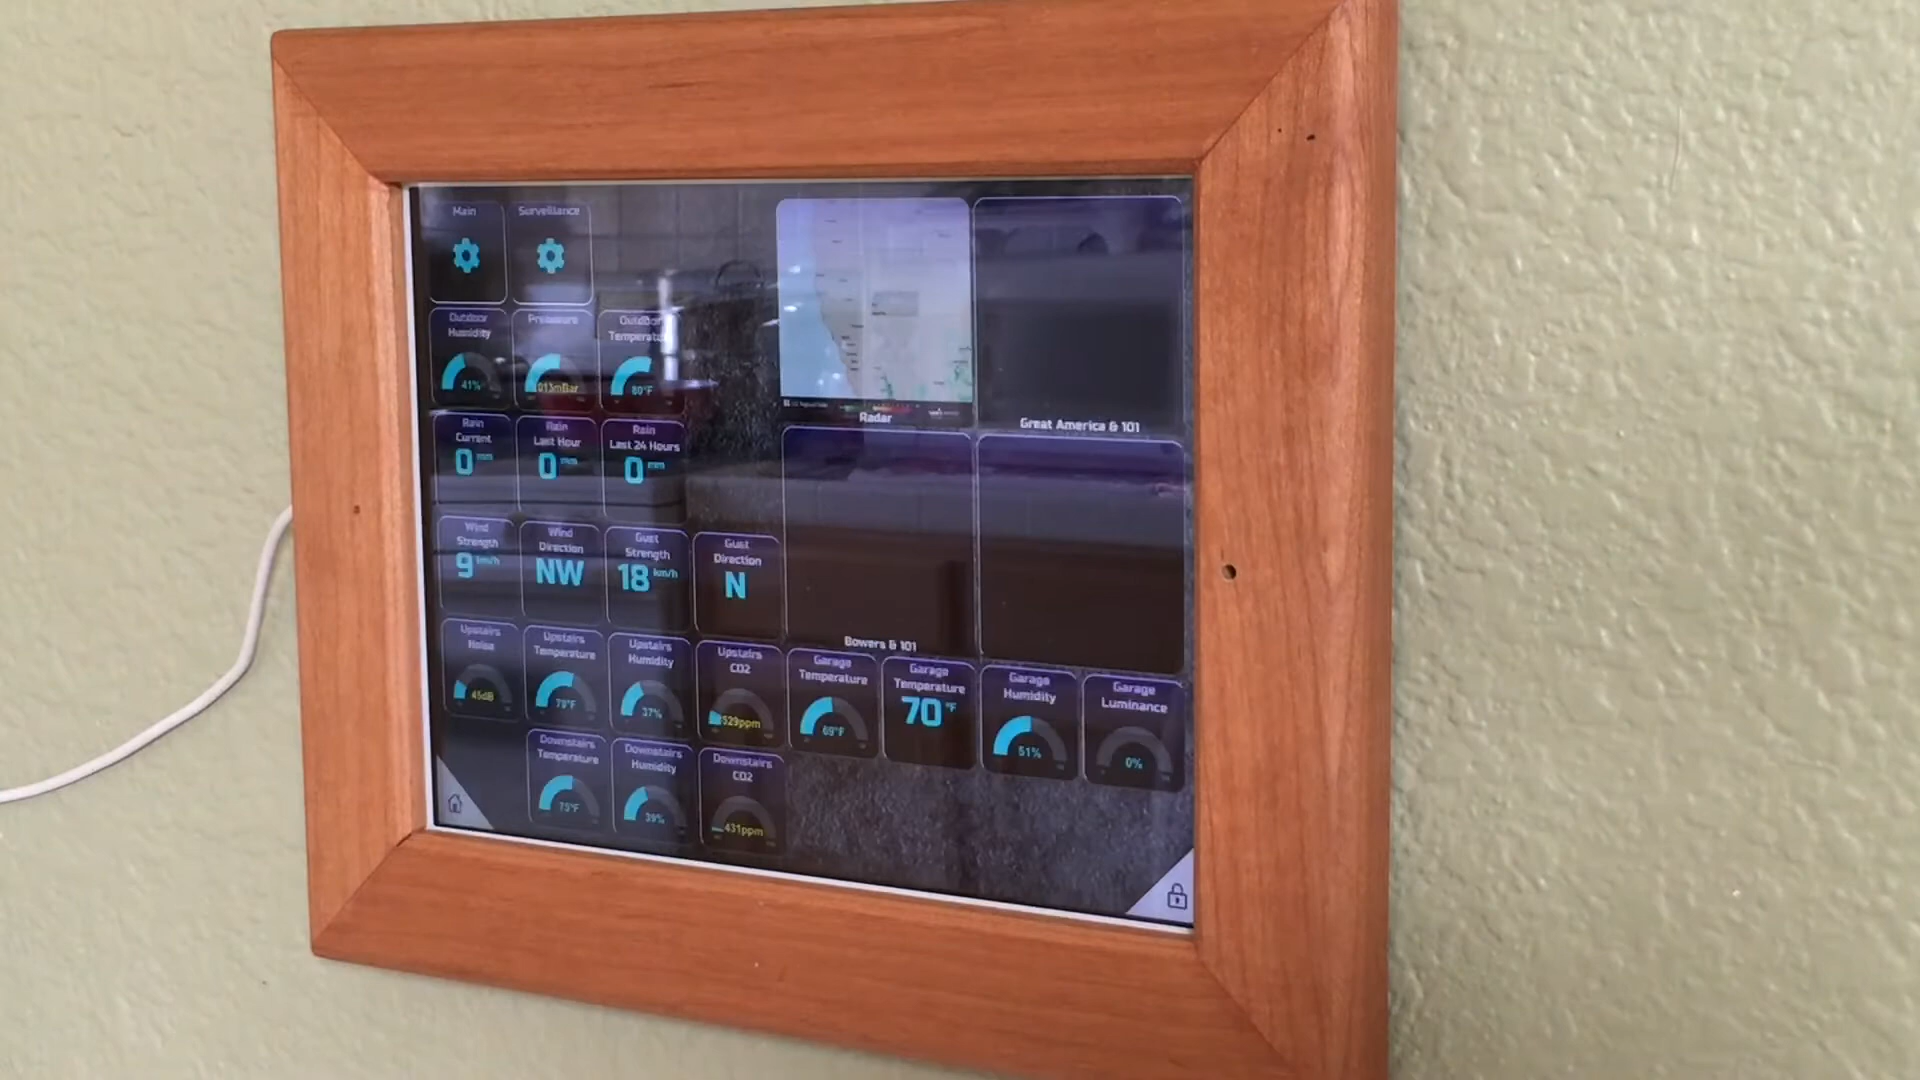 Main
Surveillance
Outdoor
Humidity
41%
Pressure
013mBar
Outdoor
Temperatu
80°F
Radar
Great America & 101
Rain
Current
0 mm
Rain
Last Hour
0 mm
Rain
Last 24 Hours
0 mm
Wind
Strength
9 km/h
Wind
Direction
NW
Gust
Strength
18 km/h
Gust
Direction
N
Bowers & 101
Upstairs
Noise
45dB
Upstairs
Temperature
79°F
Upstairs
Humidity
37%
Upstairs
CO2
529ppm
Garage
Temperature
69°F
Garage
Temperature
70 °F
Garage
Humidity
51%
Garage
Luminance
0%
Downstairs
Temperature
75°F
Downstairs
Humidity
39%
Downstairs
CO2
431ppm